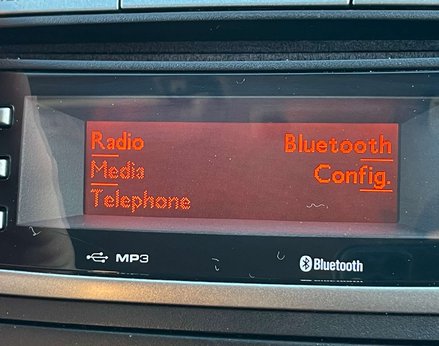 Radio
Bluetooth
Media
Config.
Telephone
MP3
Bluetooth